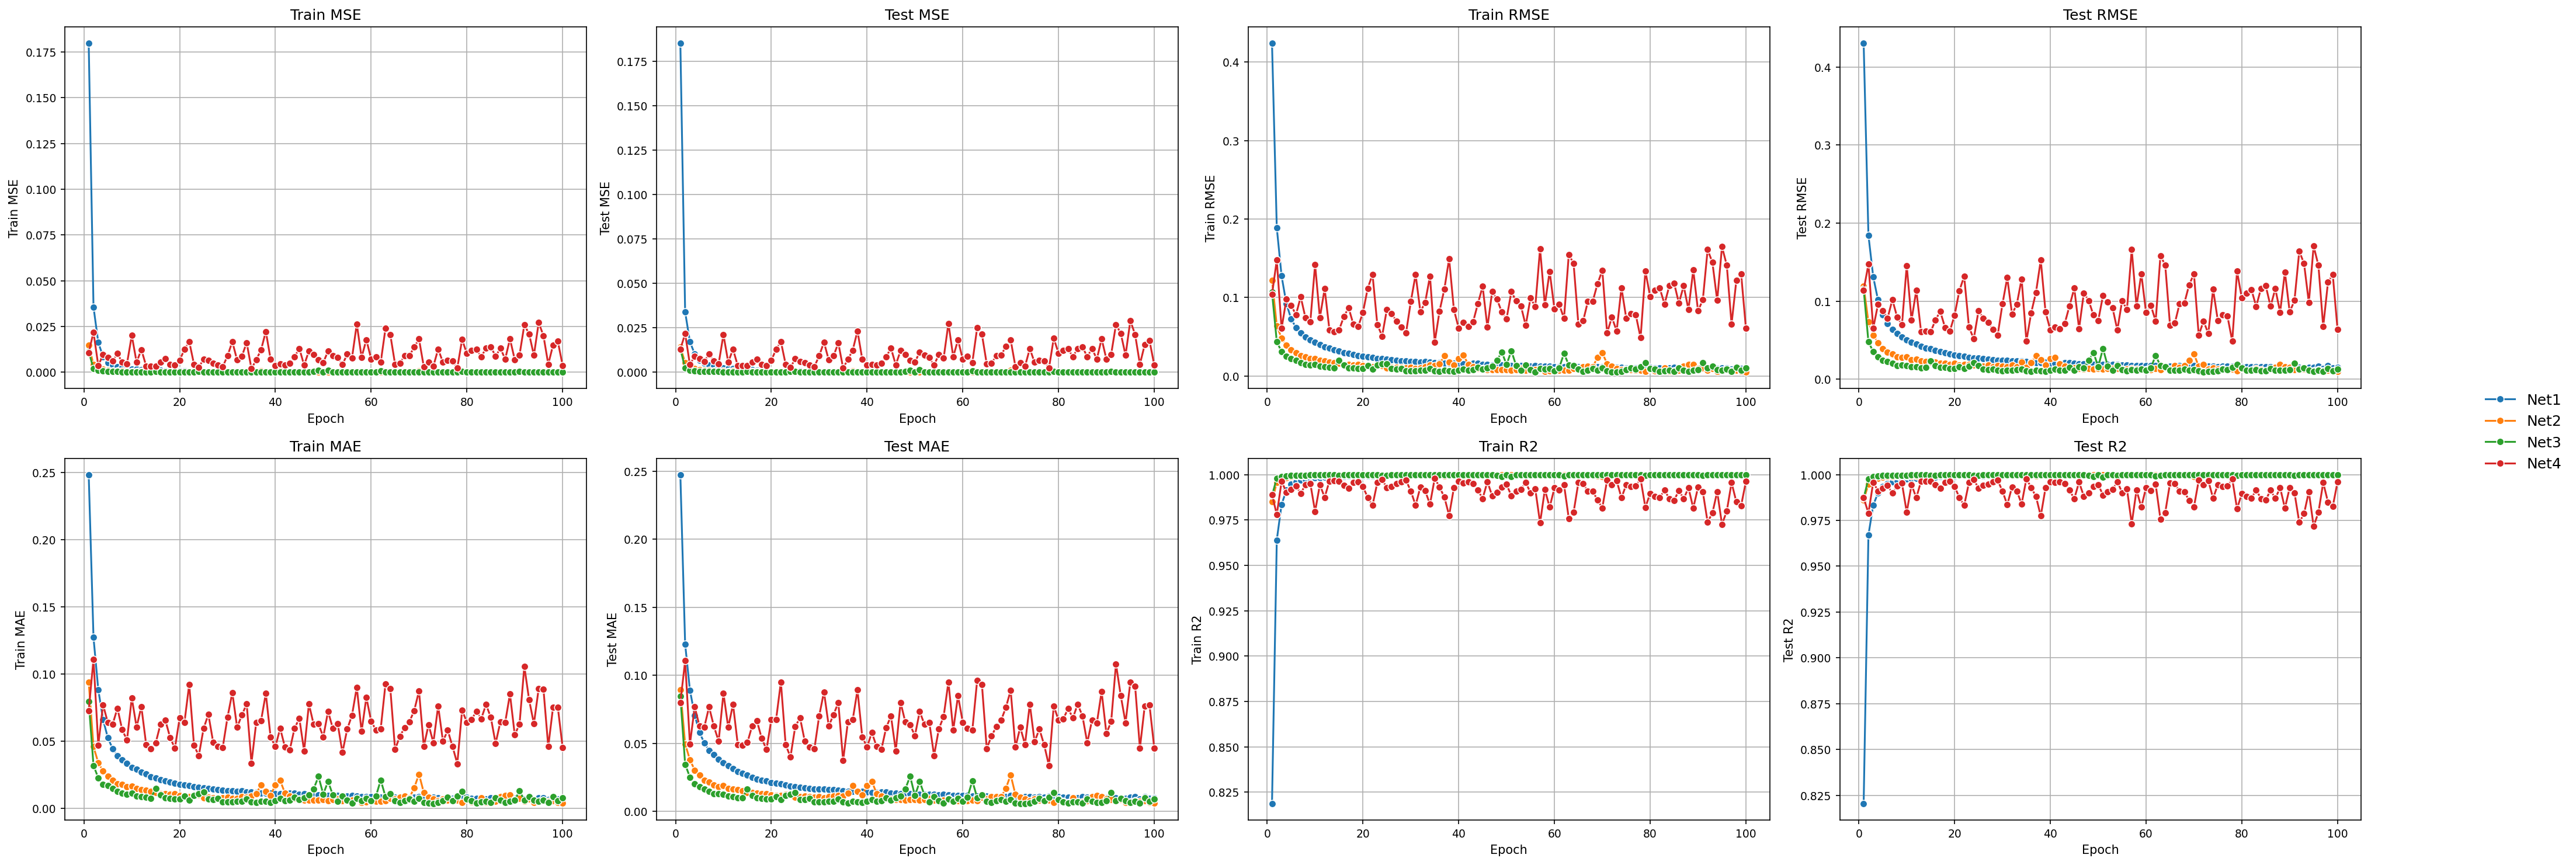 Train MSE
Train MSE
0.175
0.150
0.125
0.100
0.075
0.050
0.025
0.000
0 20 40 60 80 100
Epoch
Test MSE
Test MSE
0.175
0.150
0.125
0.100
0.075
0.050
0.025
0.000
0 20 40 60 80 100
Epoch
Train RMSE
Train RMSE
0.4
0.3
0.2
0.1
0.0
0 20 40 60 80 100
Epoch
Test RMSE
Test RMSE
0.4
0.3
0.2
0.1
0.0
0 20 40 60 80 100
Epoch
Net1
Net2
Net3
Net4
Train MAE
Train MAE
0.25
0.20
0.15
0.10
0.05
0.00
0 20 40 60 80 100
Epoch
Test MAE
Test MAE
0.25
0.20
0.15
0.10
0.05
0.00
0 20 40 60 80 100
Epoch
Train R2
Train R2
1.000
0.975
0.950
0.925
0.900
0.875
0.850
0.825
0 20 40 60 80 100
Epoch
Test R2
Test R2
1.000
0.975
0.950
0.925
0.900
0.875
0.850
0.825
0 20 40 60 80 100
Epoch